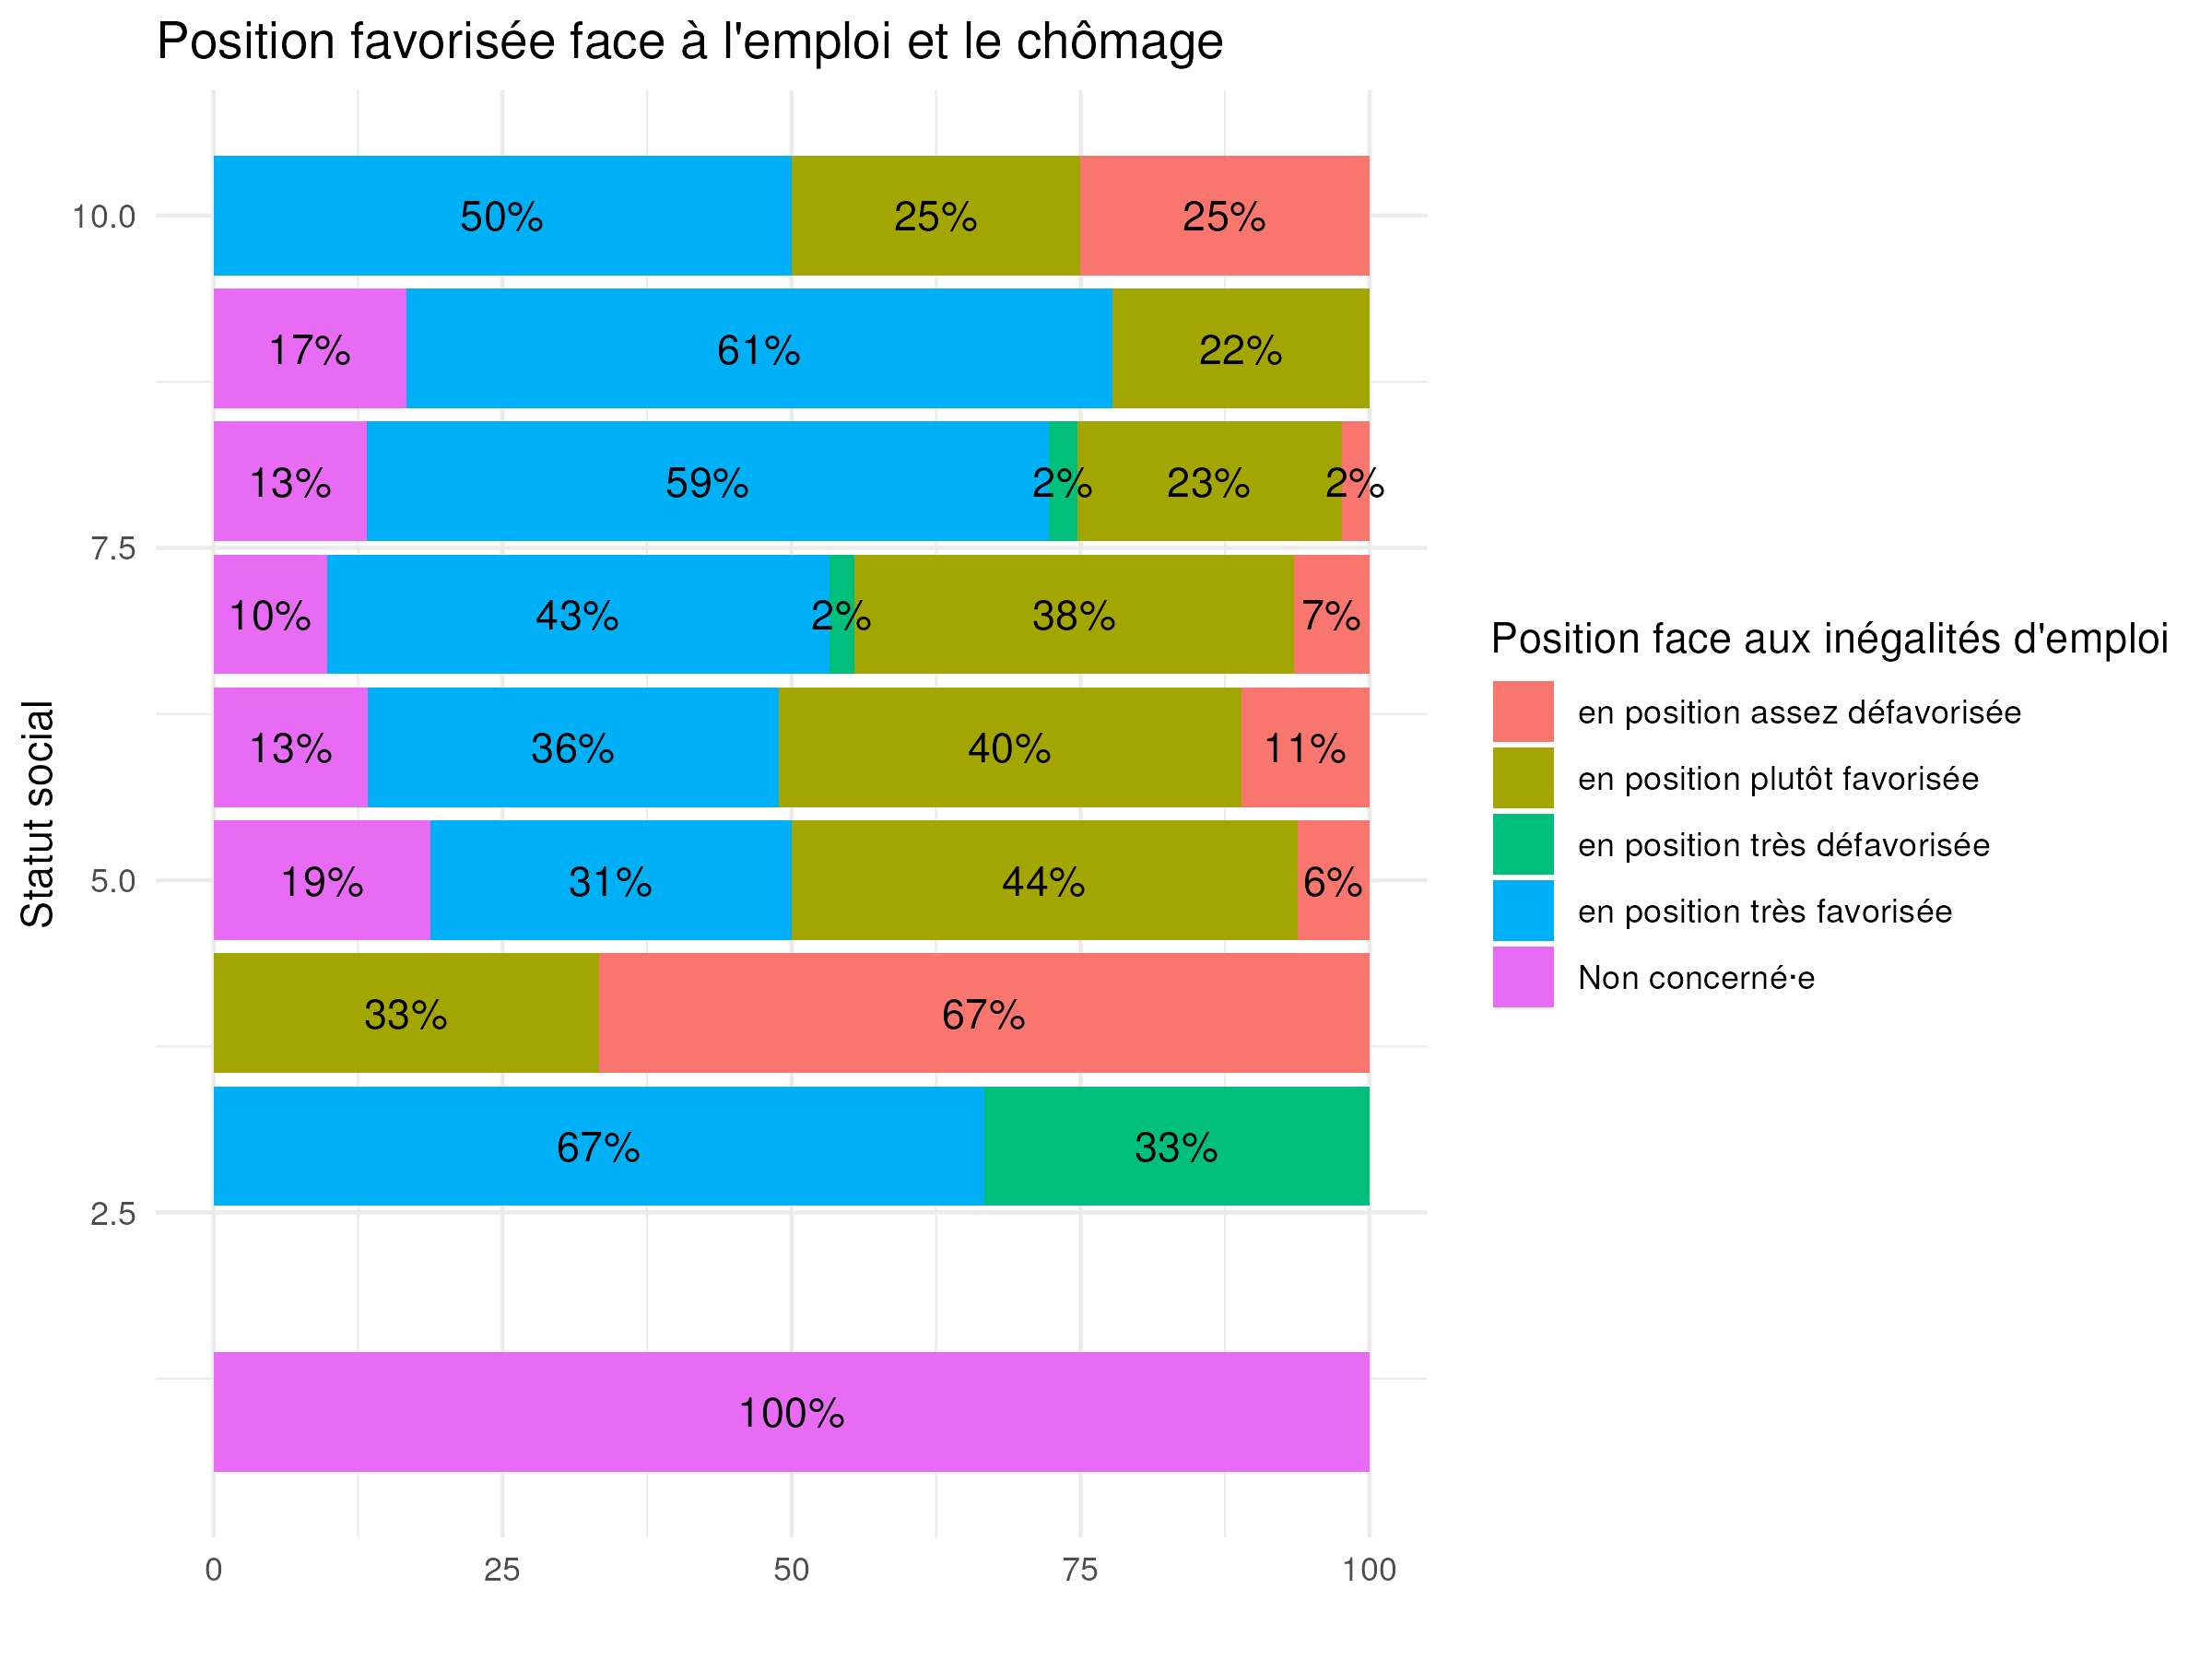 Position favorisée face à l'emploi et le chômage
10.0
50% 25% 25%
17% 61% 22%
13% 59% 2% 23% 2%
7.5
10% 43% 2% 38% 7%
13% 36% 40% 11%
5.0
19% 31% 44% 6%
33% 67%
67% 33%
2.5
100%
0 25 50 75 100
Statut social
Position face aux inégalités d'emploi
en position assez défavorisée
en position plutôt favorisée
en position très défavorisée
en position très favorisée
Non concerné·e